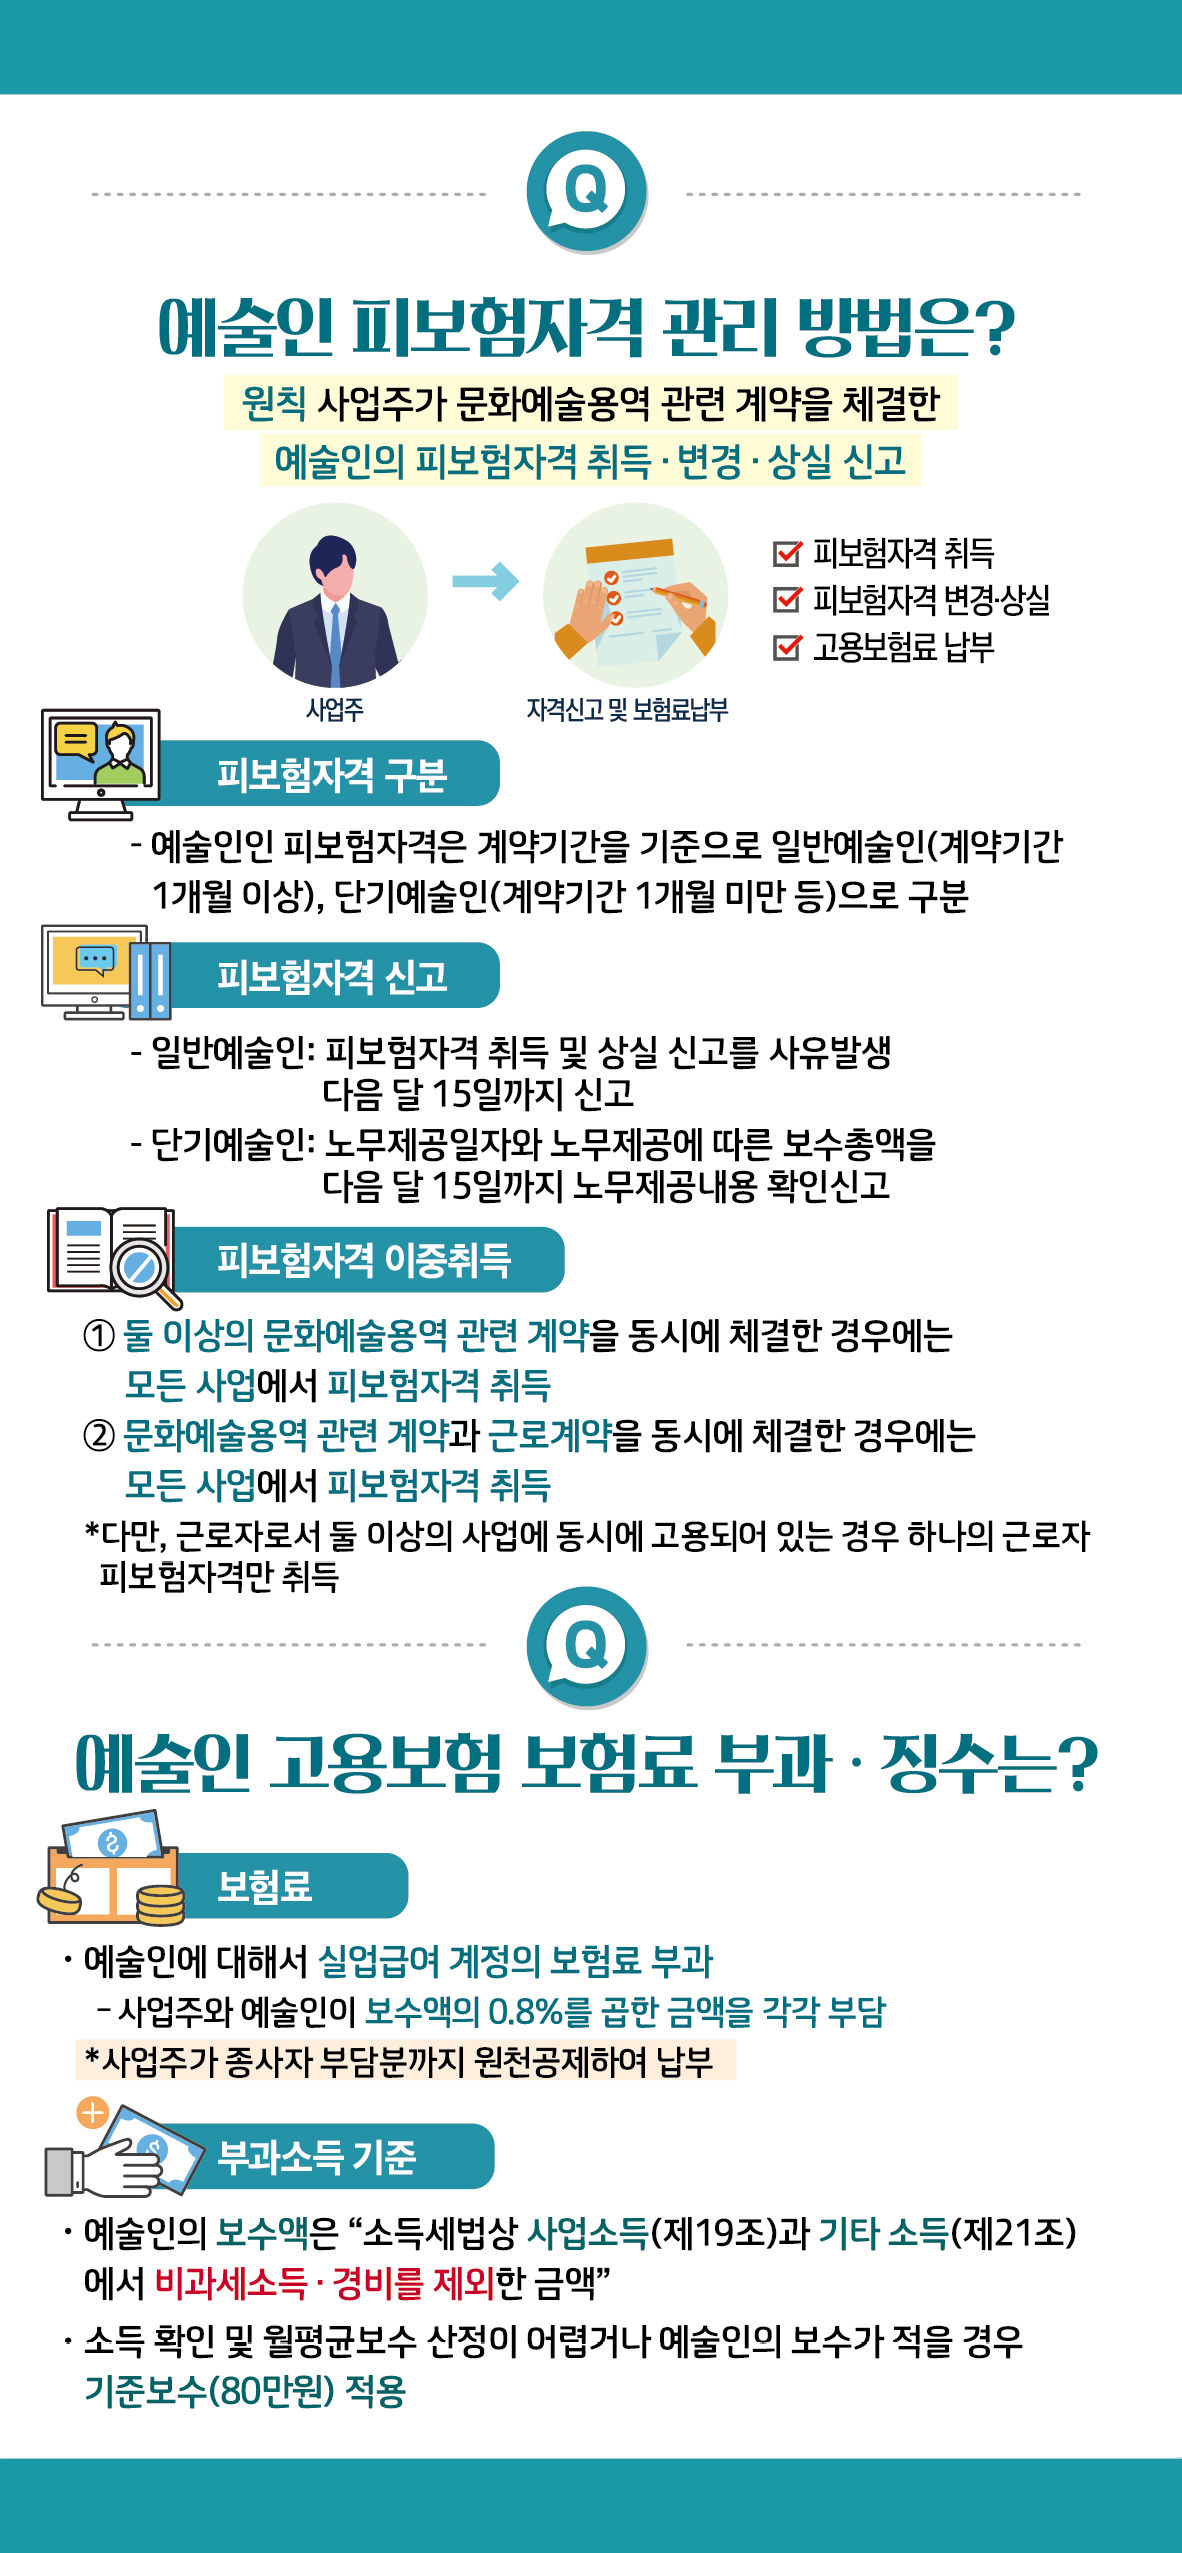 Q
예술인 피보험자격 관리 방법은?
원칙 사업주가 문화예술용역 관련 계약을 체결한
예술인의 피보험자격 취득 · 변경 · 상실 신고
피보험자격 취득
피보험자격 변경·상실
고용보험료 납부
사업주
자격신고 및 보험료납부
피보험자격 구분
- 예술인인 피보험자격은 계약기간을 기준으로 일반예술인(계약기간
1개월 이상), 단기예술인(계약기간 1개월 미만 등)으로 구분
피보험자격 신고
- 일반예술인: 피보험자격 취득 및 상실 신고를 사유발생
다음 달 15일까지 신고
- 단기예술인: 노무제공일자와 노무제공에 따른 보수총액을
다음 달 15일까지 노무제공내용 확인신고
피보험자격 이중취득
① 둘 이상의 문화예술용역 관련 계약을 동시에 체결한 경우에는
모든 사업에서 피보험자격 취득
② 문화예술용역 관련 계약과 근로계약을 동시에 체결한 경우에는
모든 사업에서 피보험자격 취득
*다만, 근로자로서 둘 이상의 사업에 동시에 고용되어 있는 경우 하나의 근로자
피보험자격만 취득
Q
예술인 고용보험 보험료 부과 · 징수는?
보험료
· 예술인에 대해서 실업급여 계정의 보험료 부과
- 사업주와 예술인이 보수액의 0.8%를 곱한 금액을 각각 부담
*사업주가 종사자 부담분까지 원천공제하여 납부
부과소득 기준
· 예술인의 보수액은 “소득세법상 사업소득(제19조)과 기타 소득(제21조)
에서 비과세소득 · 경비를 제외한 금액”
· 소득 확인 및 월평균보수 산정이 어렵거나 예술인의 보수가 적을 경우
기준보수(80만원) 적용